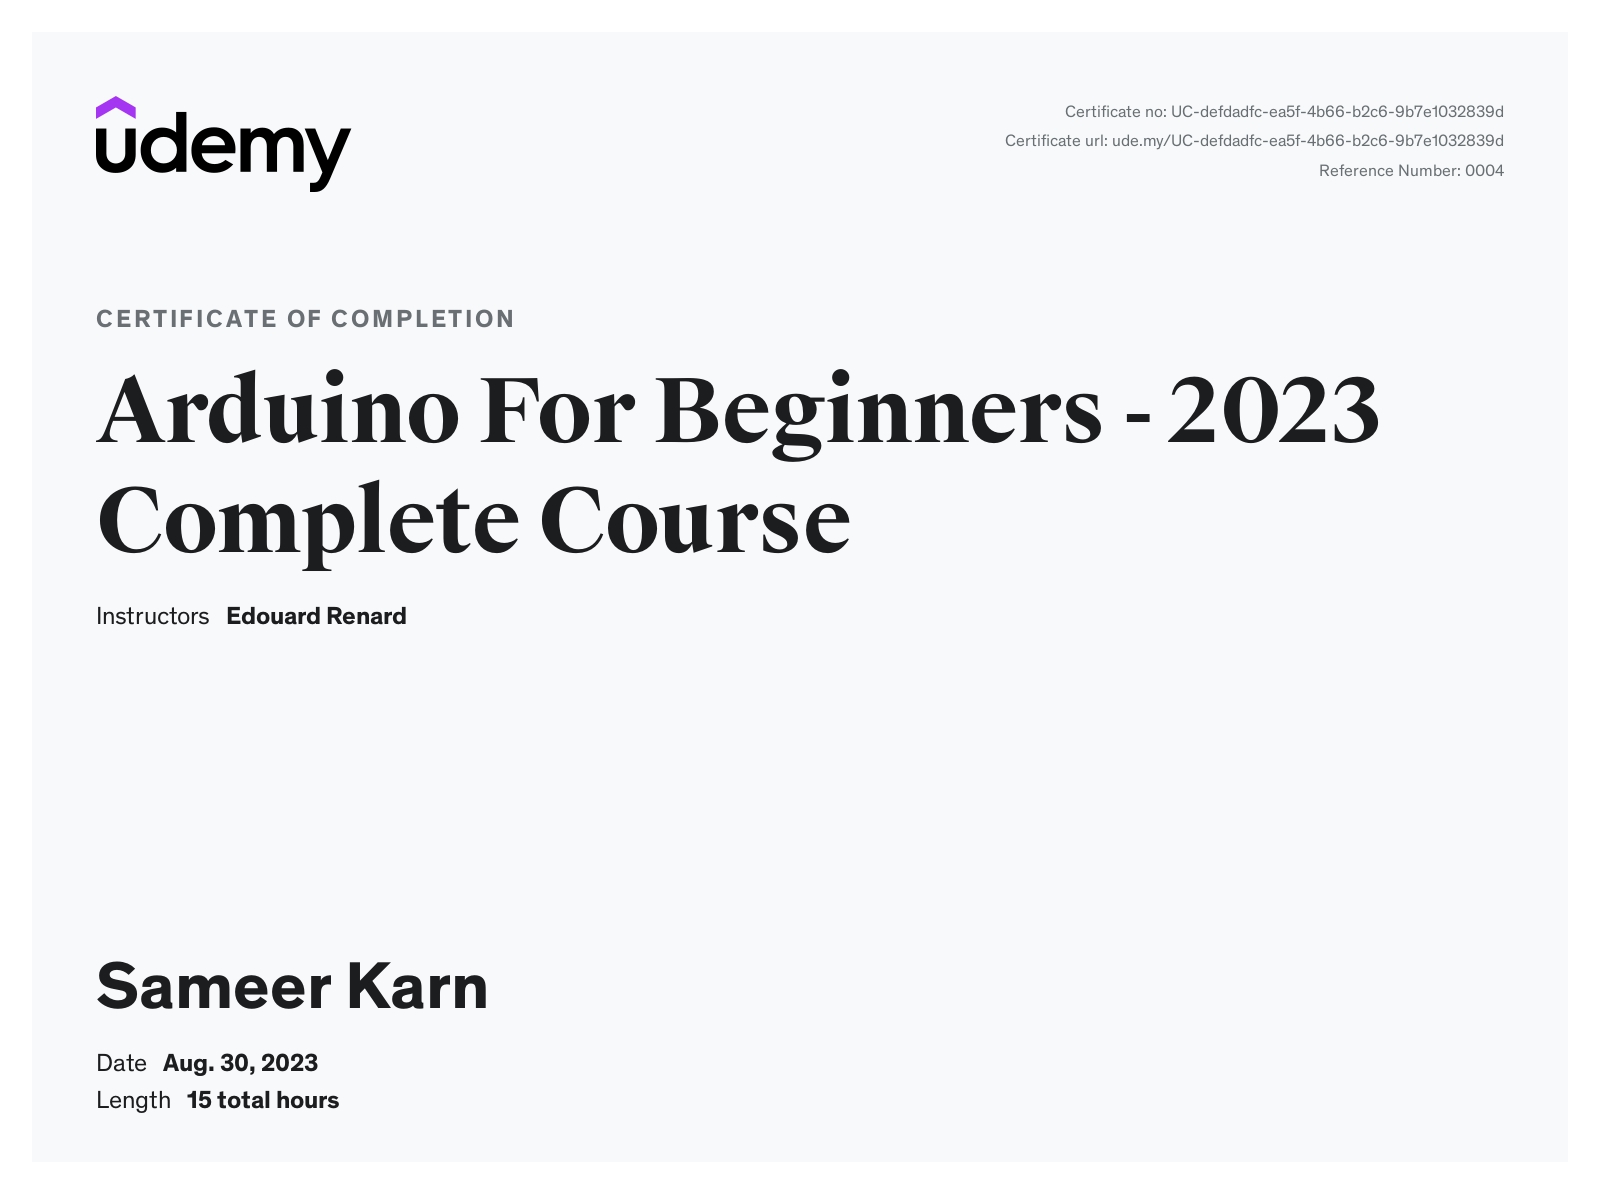 udemy
Certificate no: UC-defdadfc-ea5f-4b66-b2c6-9b7e1032839d
Certificate url: ude.my/UC-defdadfc-ea5f-4b66-b2c6-9b7e1032839d
Reference Number: 0004
CERTIFICATE OF COMPLETION
Arduino For Beginners - 2023
Complete Course
Instructors Edouard Renard
Sameer Karn
Date Aug. 30, 2023
Length 15 total hours